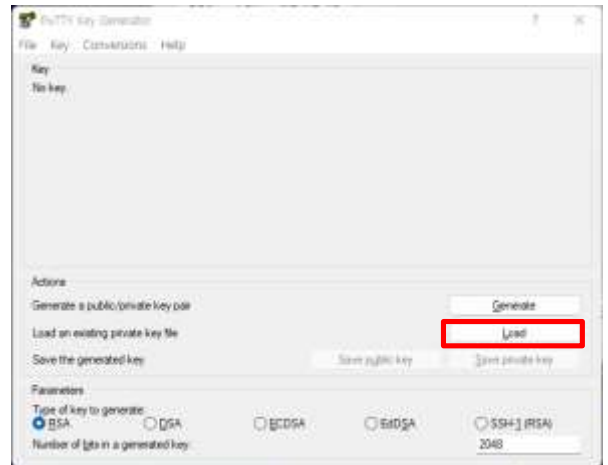 PuTTY Key Generator ? ×
File Key Conversions Help
Key
No key.
Actions
Generate a public/private key pair Generate
Load an existing private key file Load
Save the generated key Save public key Save private key
Parameters
Type of key to generate:
RSA DSA ECDSA EdDSA SSH-1 (RSA)
Number of bits in a generated key: 2048